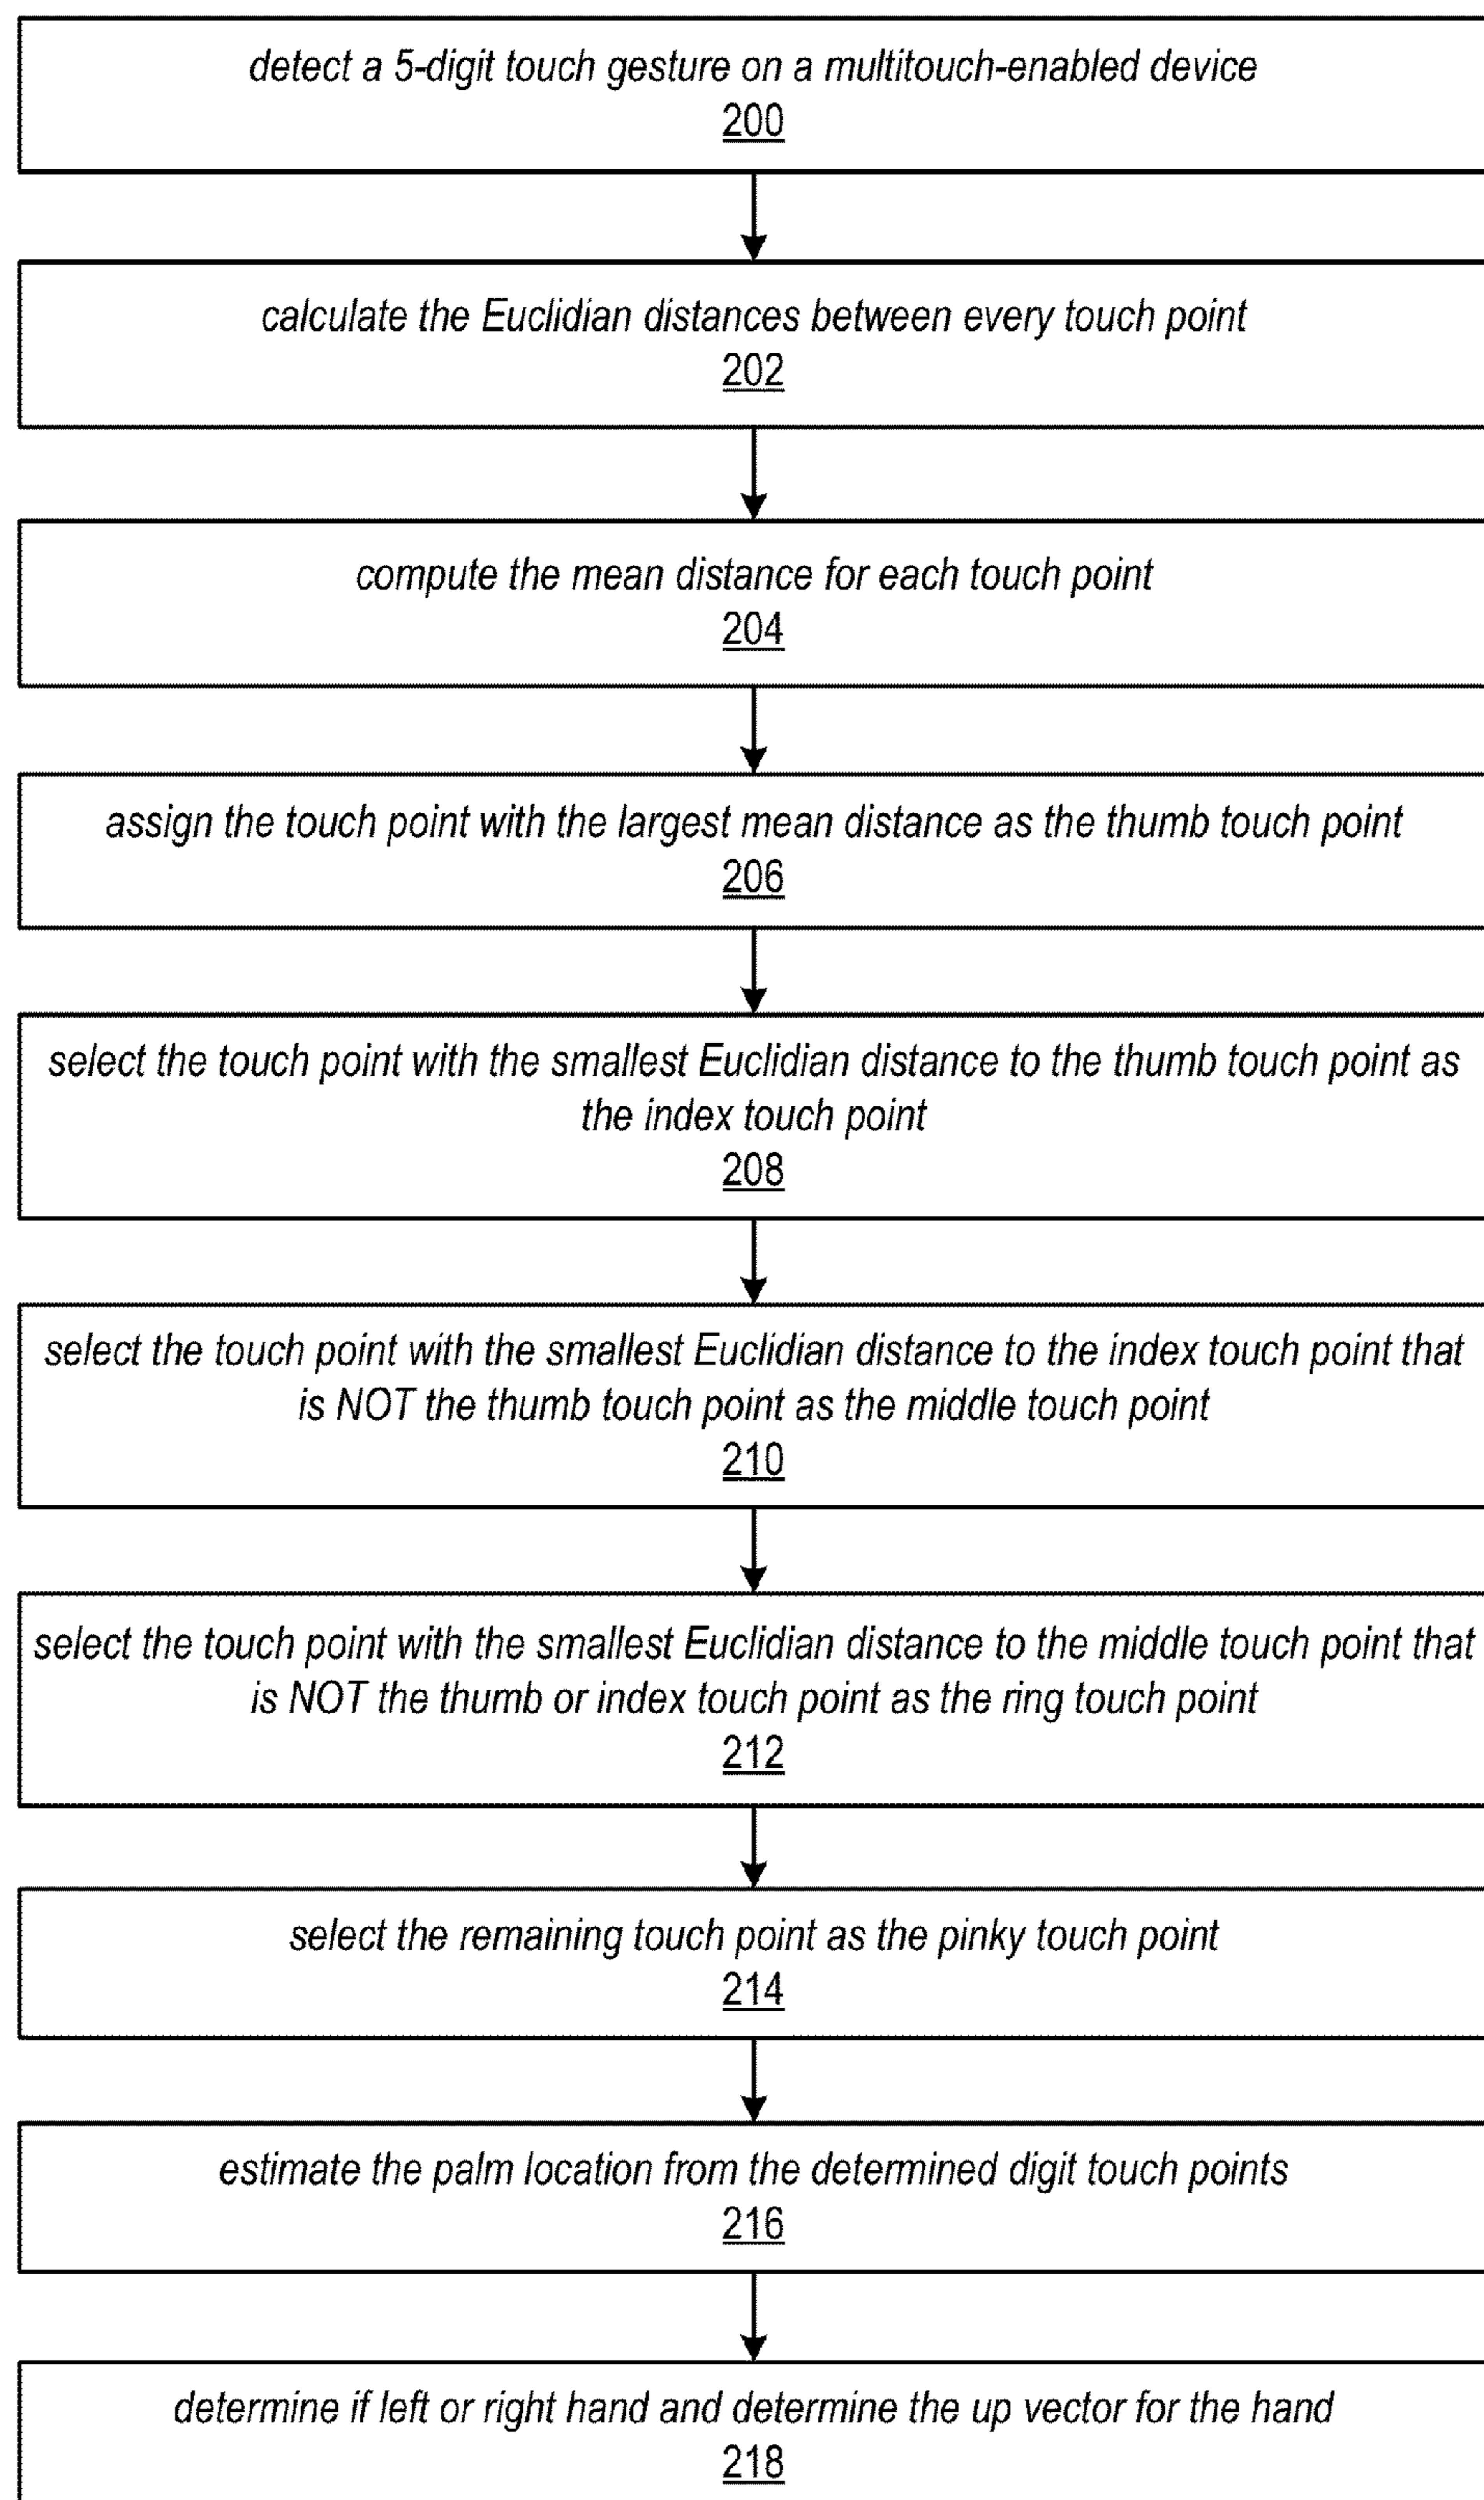 detect a 5-digit touch gesture on a multitouch-enabled device
200
calculate the Euclidian distances between every touch point
202
compute the mean distance for each touch point
204
assign the touch point with the largest mean distance as the thumb touch point
206
select the touch point with the smallest Euclidian distance to the thumb touch point as
the index touch point
208
select the touch point with the smallest Euclidian distance to the index touch point that
is NOT the thumb touch point as the middle touch point
210
select the touch point with the smallest Euclidian distance to the middle touch point that
is NOT the thumb or index touch point as the ring touch point
212
select the remaining touch point as the pinky touch point
214
estimate the palm location from the determined digit touch points
216
determine if left or right hand and determine the up vector for the hand
218